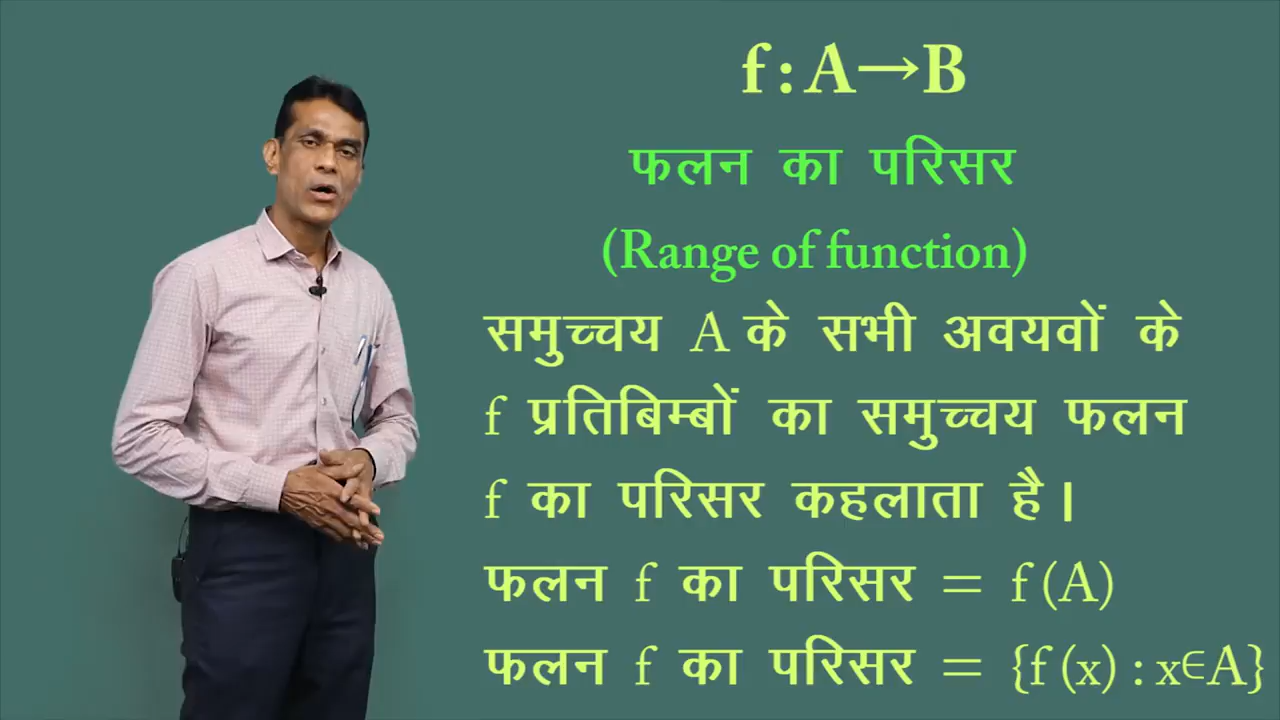 f : A→B
फलन का परिसर
(Range of function)
समुच्चय A के सभी अवयवों के
f प्रतिबिम्बों का समुच्चय फलन
f का परिसर कहलाता है।
फलन f का परिसर = f (A)
फलन f का परिसर = {f (x) : x∈A}